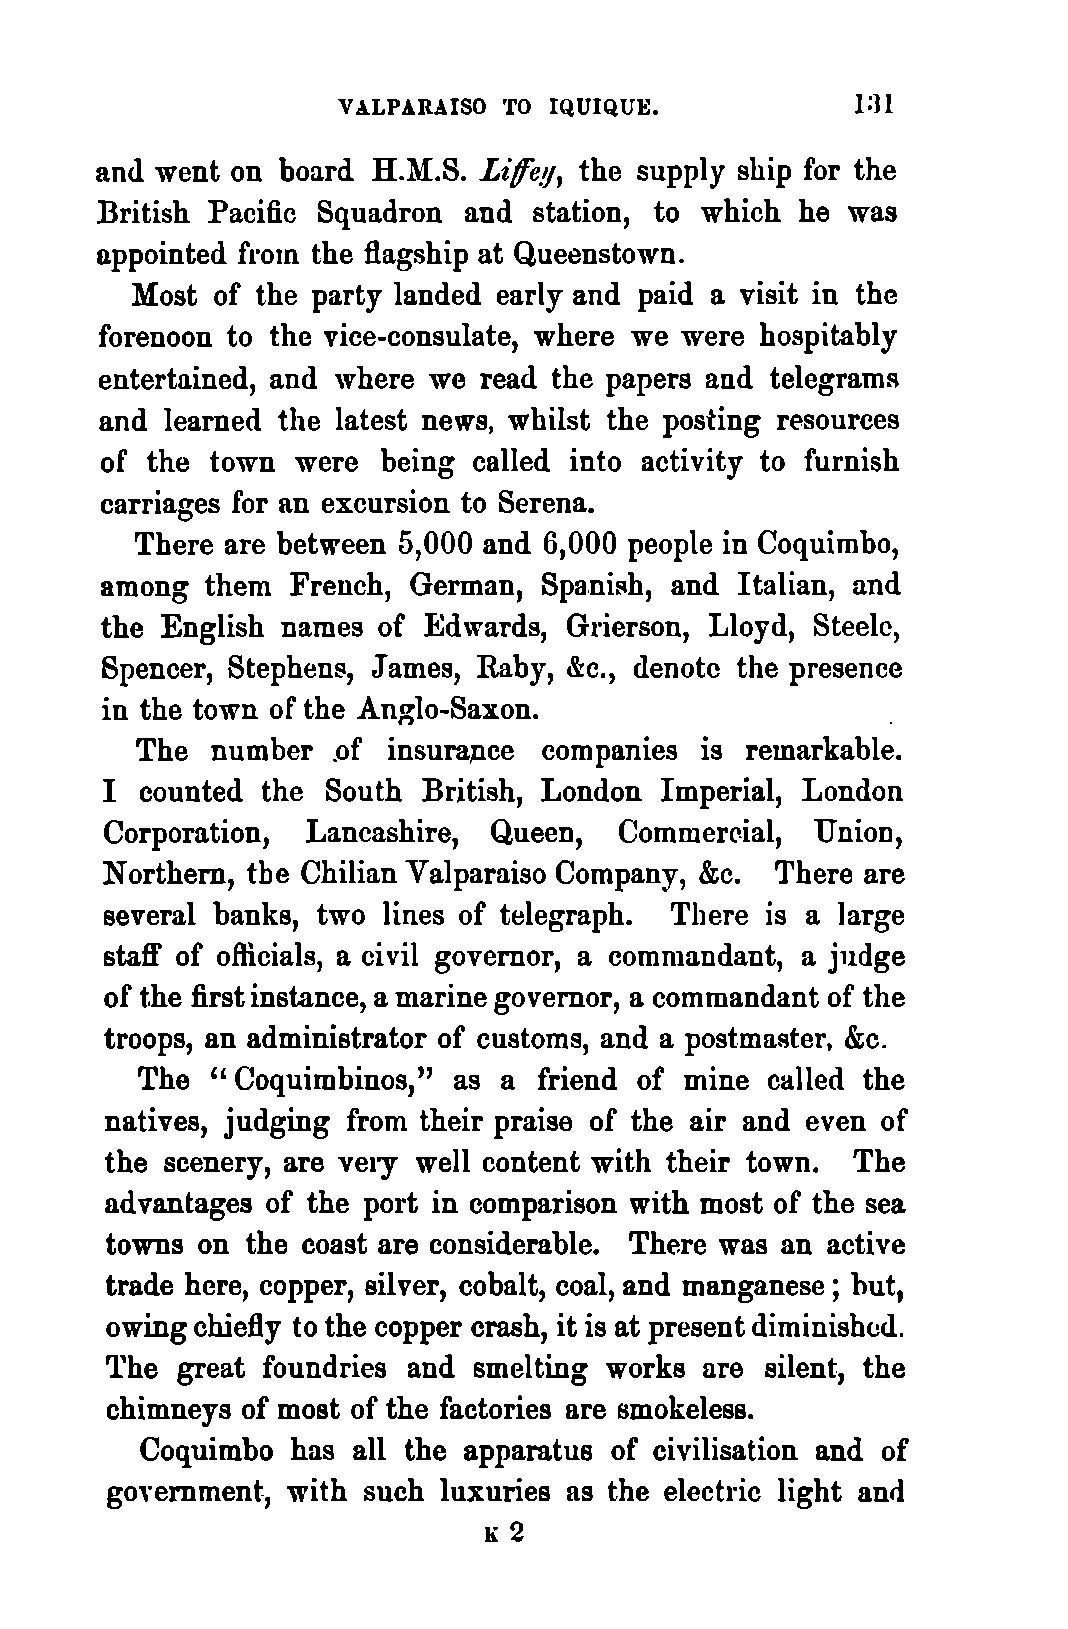 VALPARAISO TO IQUIQUE. 131
and went on board H.M.S. Liffey, the supply ship for the
British Pacific Squadron and station, to which he was
appointed from the flagship at Queenstown.
Most of the party landed early and paid a visit in the
forenoon to the vice-consulate, where we were hospitably
entertained, and where we read the papers and telegrams
and learned the latest news, whilst the posting resources
of the town were being called into activity to furnish
carriages for an excursion to Serena.
There are between 5,000 and 6,000 people in Coquimbo,
among them French, German, Spanish, and Italian, and
the English names of Edwards, Grierson, Lloyd, Steele,
Spencer, Stephens, James, Raby, &c., denote the presence
in the town of the Anglo-Saxon.
The number of insurance companies is remarkable.
I counted the South British, London Imperial, London
Corporation, Lancashire, Queen, Commercial, Union,
Northern, the Chilian Valparaiso Company, &c. There are
several banks, two lines of telegraph. There is a large
staff of officials, a civil governor, a commandant, a judge
of the first instance, a marine governor, a commandant of the
troops, an administrator of customs, and a postmaster, &c.
The “Coquimbinos,” as a friend of mine called the
natives, judging from their praise of the air and even of
the scenery, are very well content with their town. The
advantages of the port in comparison with most of the sea
towns on the coast are considerable. There was an active
trade here, copper, silver, cobalt, coal, and manganese; but,
owing chiefly to the copper crash, it is at present diminished.
The great foundries and smelting works are silent, the
chimneys of most of the factories are smokeless.
Coquimbo has all the apparatus of civilisation and of
government, with such luxuries as the electric light and
K 2